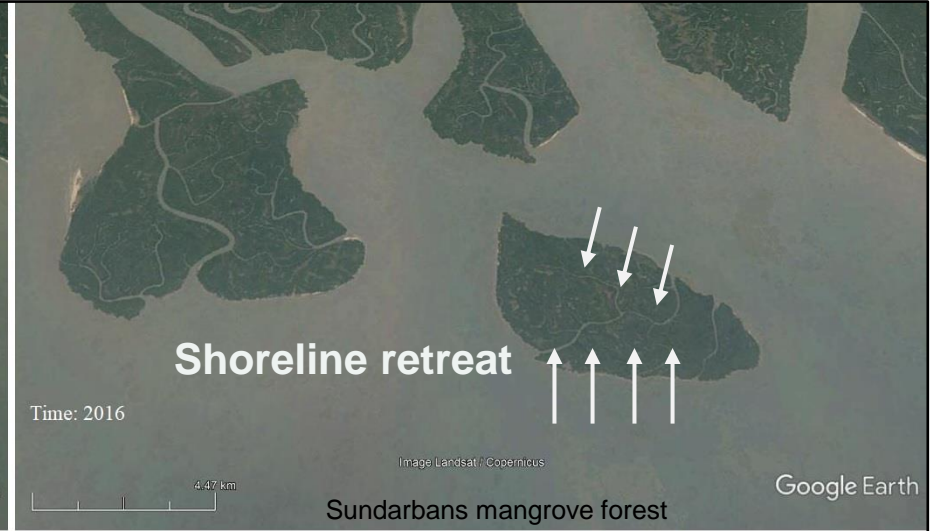 Shoreline retreat
Time: 2016
Image Landsat / Copernicus
4.47 km
Google Earth
Sundarbans mangrove forest